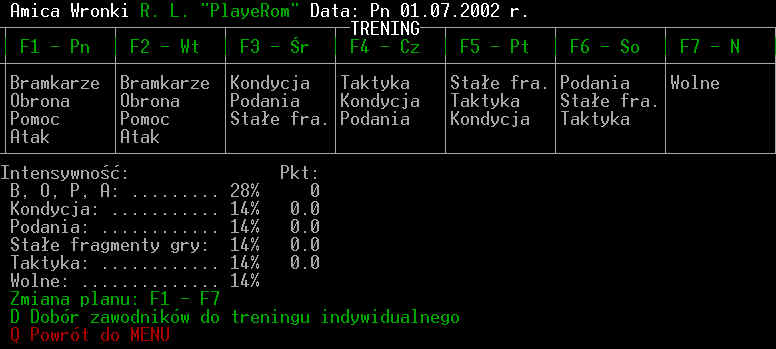 Amica Wronki R. L. "PlayeRom" Data: Pn 01.07.2002 r.
TRENING
F1 - Pn F2 - Wt F3 - Śr F4 - Cz F5 - Pt F6 - So F7 - N
Bramkarze Bramkarze Kondycja Taktyka Stałe fra. Podania Wolne
Obrona Obrona Podania Kondycja Taktyka Stałe fra.
Pomoc Pomoc Stałe fra. Podania Kondycja Taktyka
Atak Atak
Intensywność: Pkt:
B, O, P, A: ......... 28% 0
Kondycja: ........... 14% 0.0
Podania: ............ 14% 0.0
Stałe fragmenty gry: 14% 0.0
Taktyka: ............ 14% 0.0
Wolne: .............. 14%
Zmiana planu: F1 - F7
D Dobór zawodników do treningu indywidualnego
Q Powrót do MENU